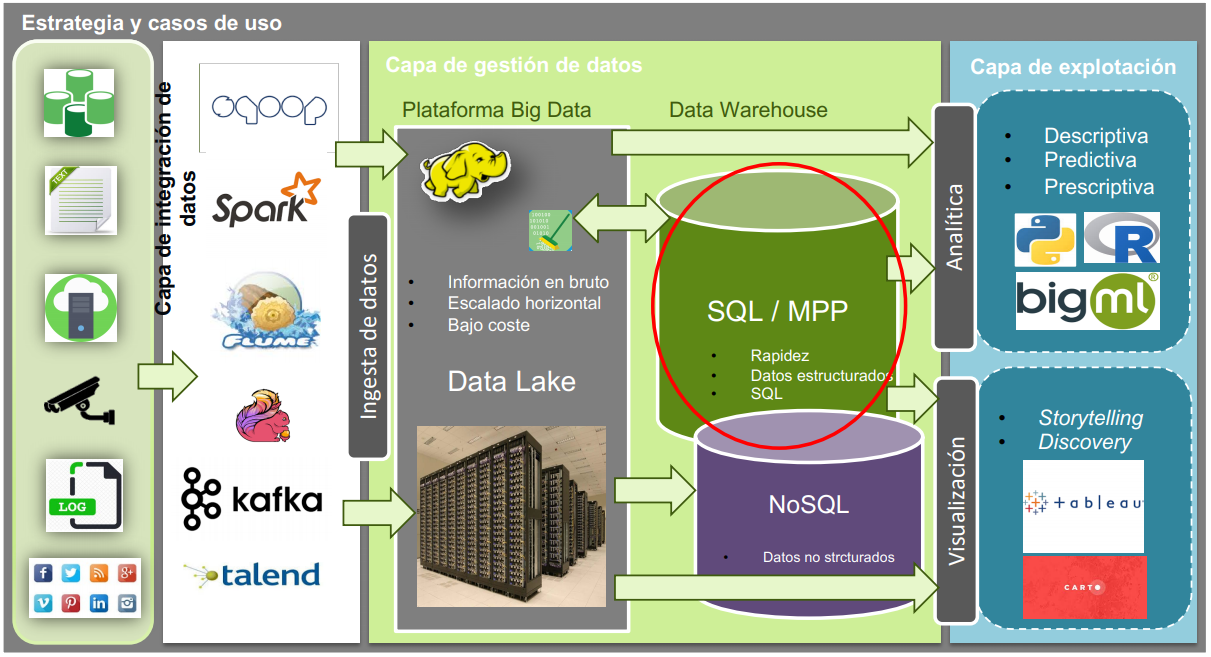 Estrategia y casos de uso
TEXT
LOG
Capa de integración de
datos
sqoop
Spark
FLUME
kafka
talend
Ingesta de datos
Capa de gestión de datos
Plataforma Big Data
• Información en bruto
• Escalado horizontal
• Bajo coste
Data Lake
Data Warehouse
SQL / MPP
• Rapidez
• Datos estructurados
• SQL
NoSQL
• Datos no strcturados
Capa de explotación
Analítica
• Descriptiva
• Predictiva
• Prescriptiva
R
bigml®
Visualización
• Storytelling
• Discovery
+ableau
CARTO